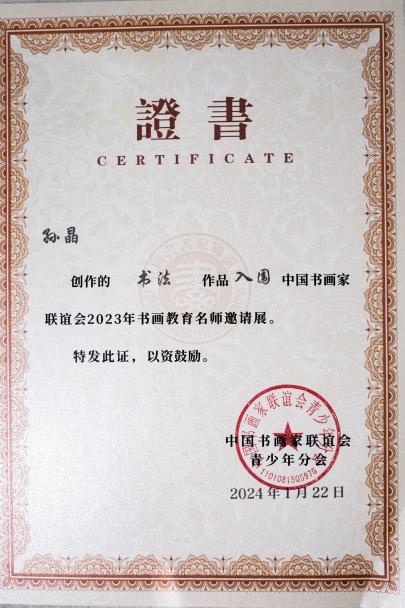 證書
CERTIFICATE
孙晶
创作的 书法 作品 入围 中国书画家
联谊会2023年书画教育名师邀请展。
特发此证，以资鼓励。
中国书画家联谊会
青少年分会
2024年1月22日